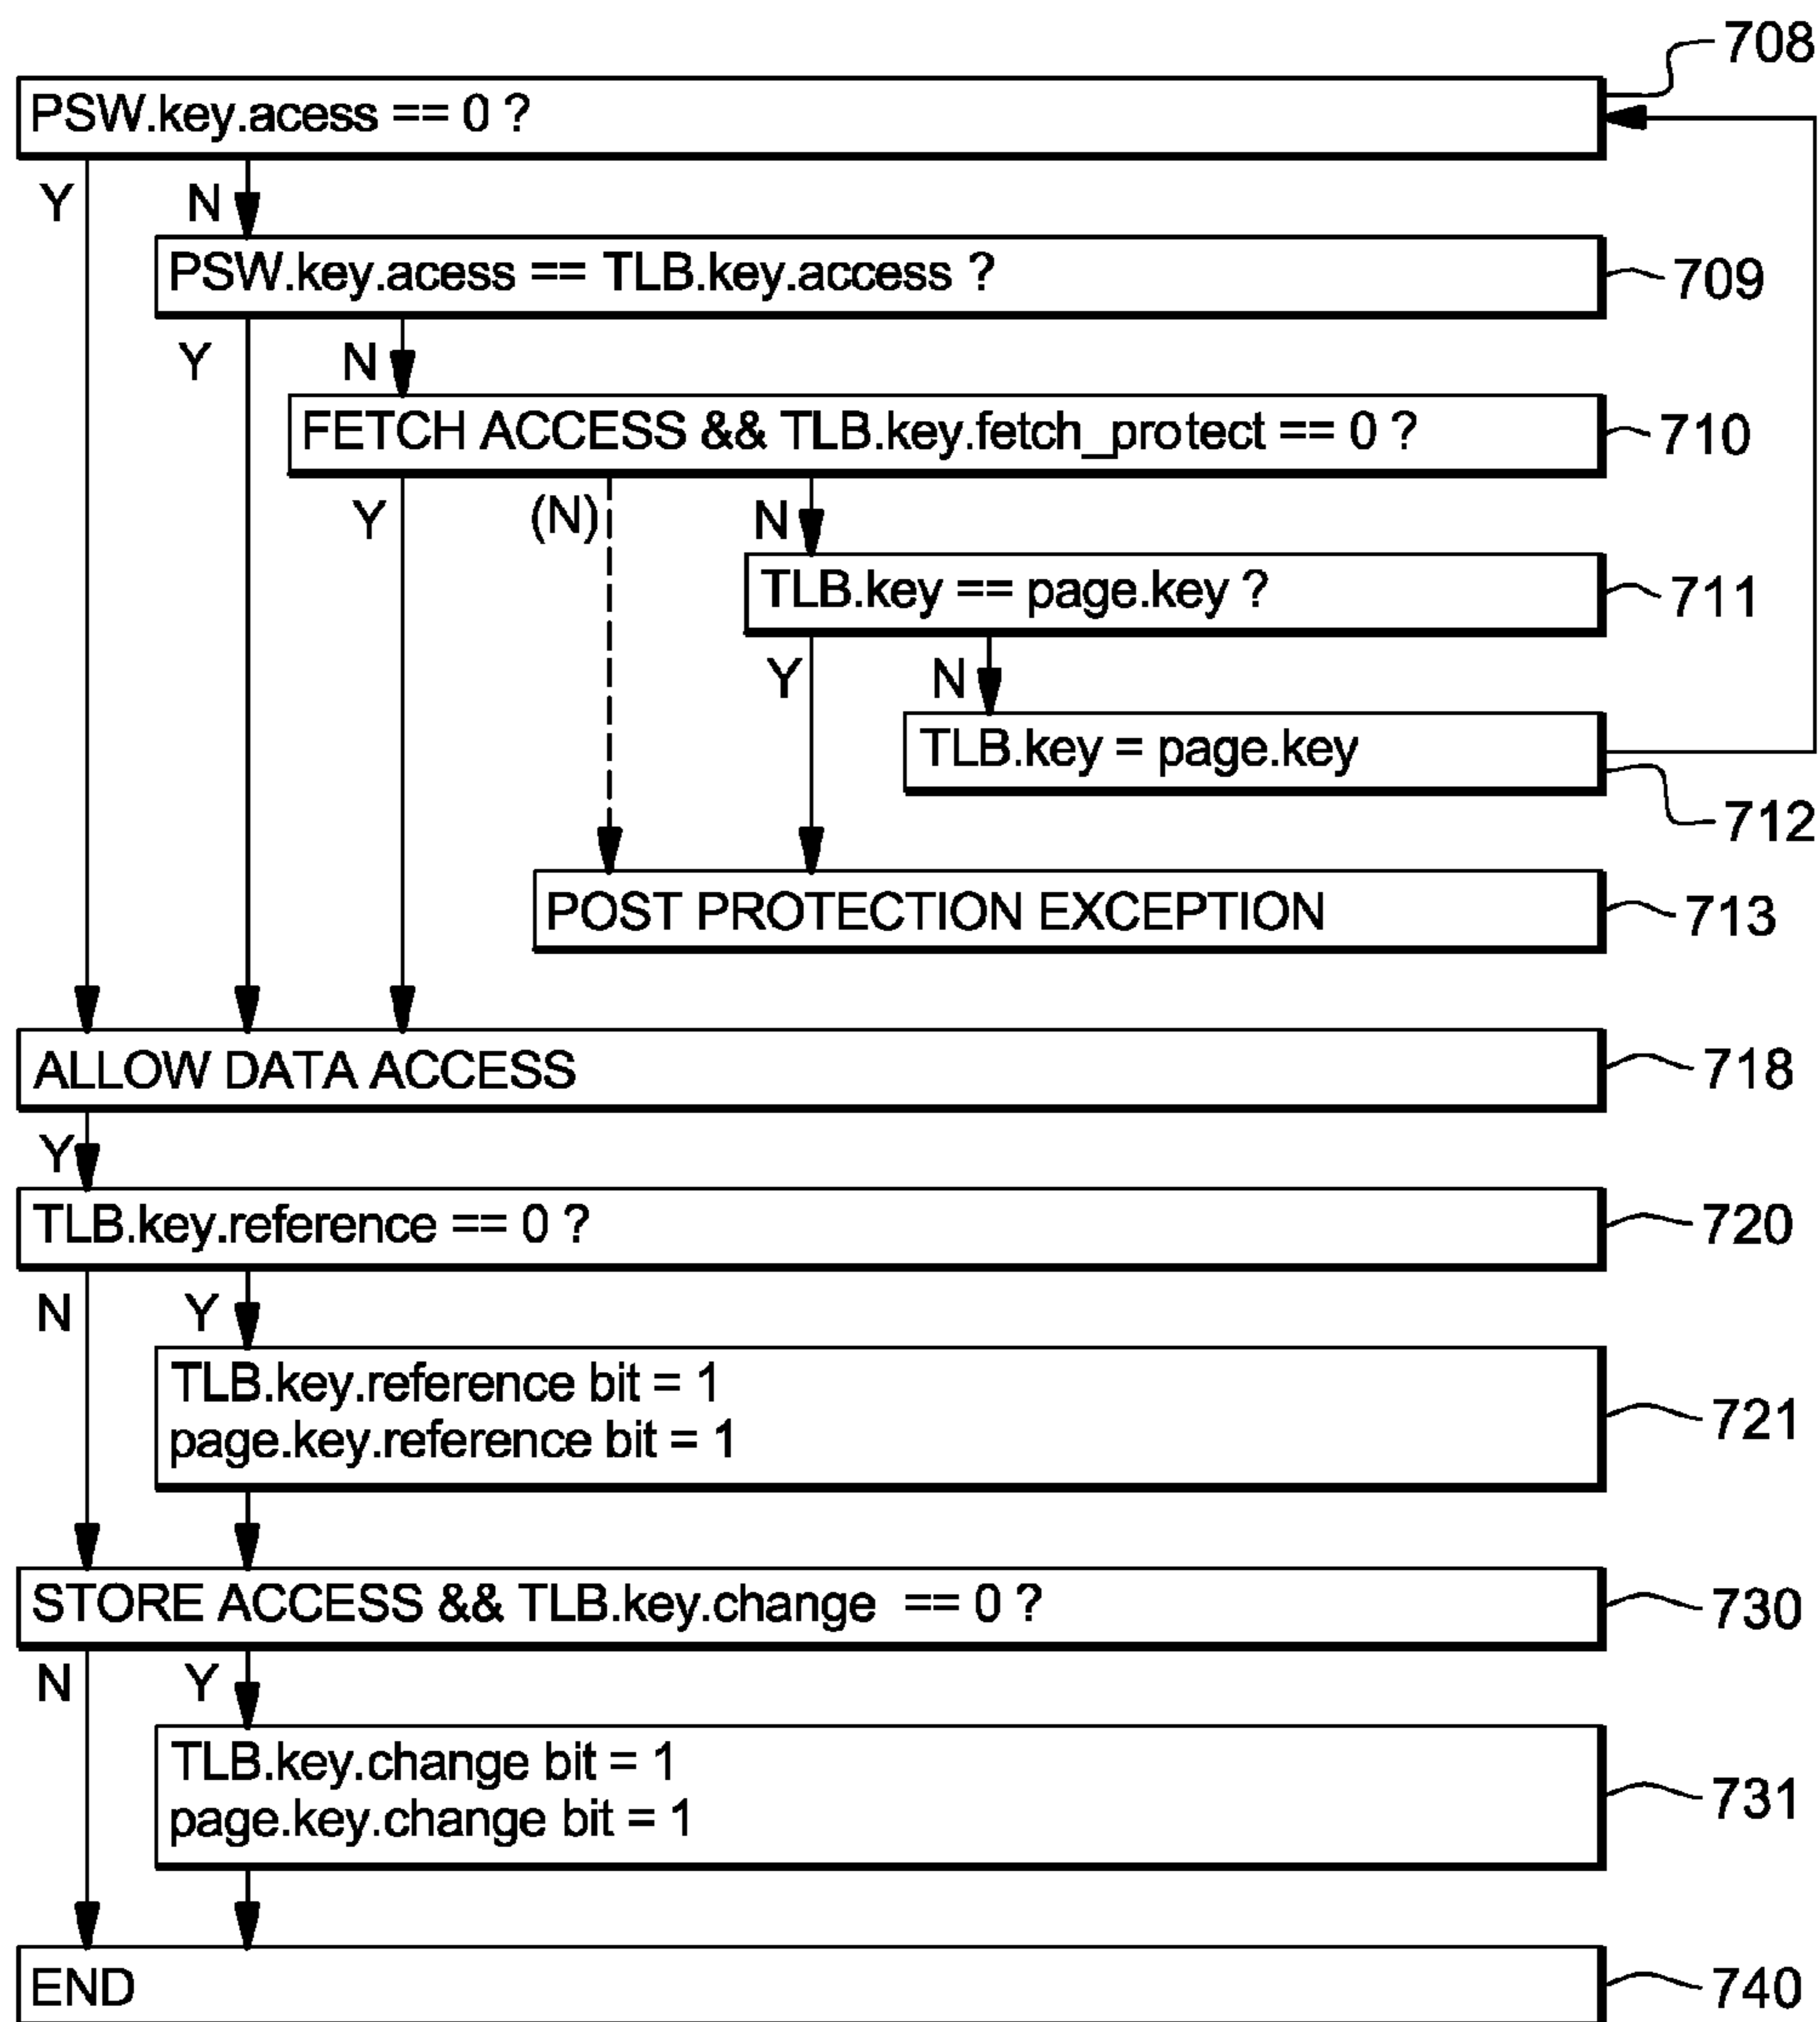 708
PSW.key.acess == 0 ?
Y N
PSW.key.acess == TLB.key.access ?
709
Y N
FETCH ACCESS && TLB.key.fetch_protect == 0 ?
710
Y (N) N
TLB.key == page.key ?
711
Y N
TLB.key = page.key
712
POST PROTECTION EXCEPTION
713
ALLOW DATA ACCESS
718
Y
TLB.key.reference == 0 ?
720
N Y
TLB.key.reference bit = 1
page.key.reference bit = 1
721
STORE ACCESS && TLB.key.change == 0 ?
730
N Y
TLB.key.change bit = 1
page.key.change bit = 1
731
END
740